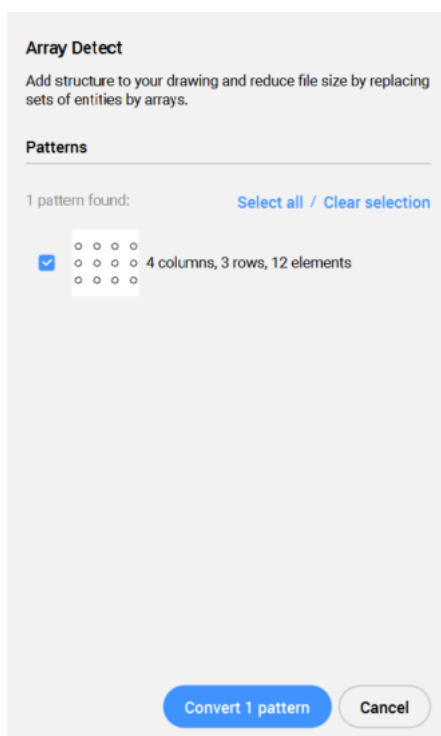 Array Detect
Add structure to your drawing and reduce file size by replacing
sets of entities by arrays.
Patterns
1 pattern found: Select all / Clear selection
4 columns, 3 rows, 12 elements
Convert 1 pattern Cancel